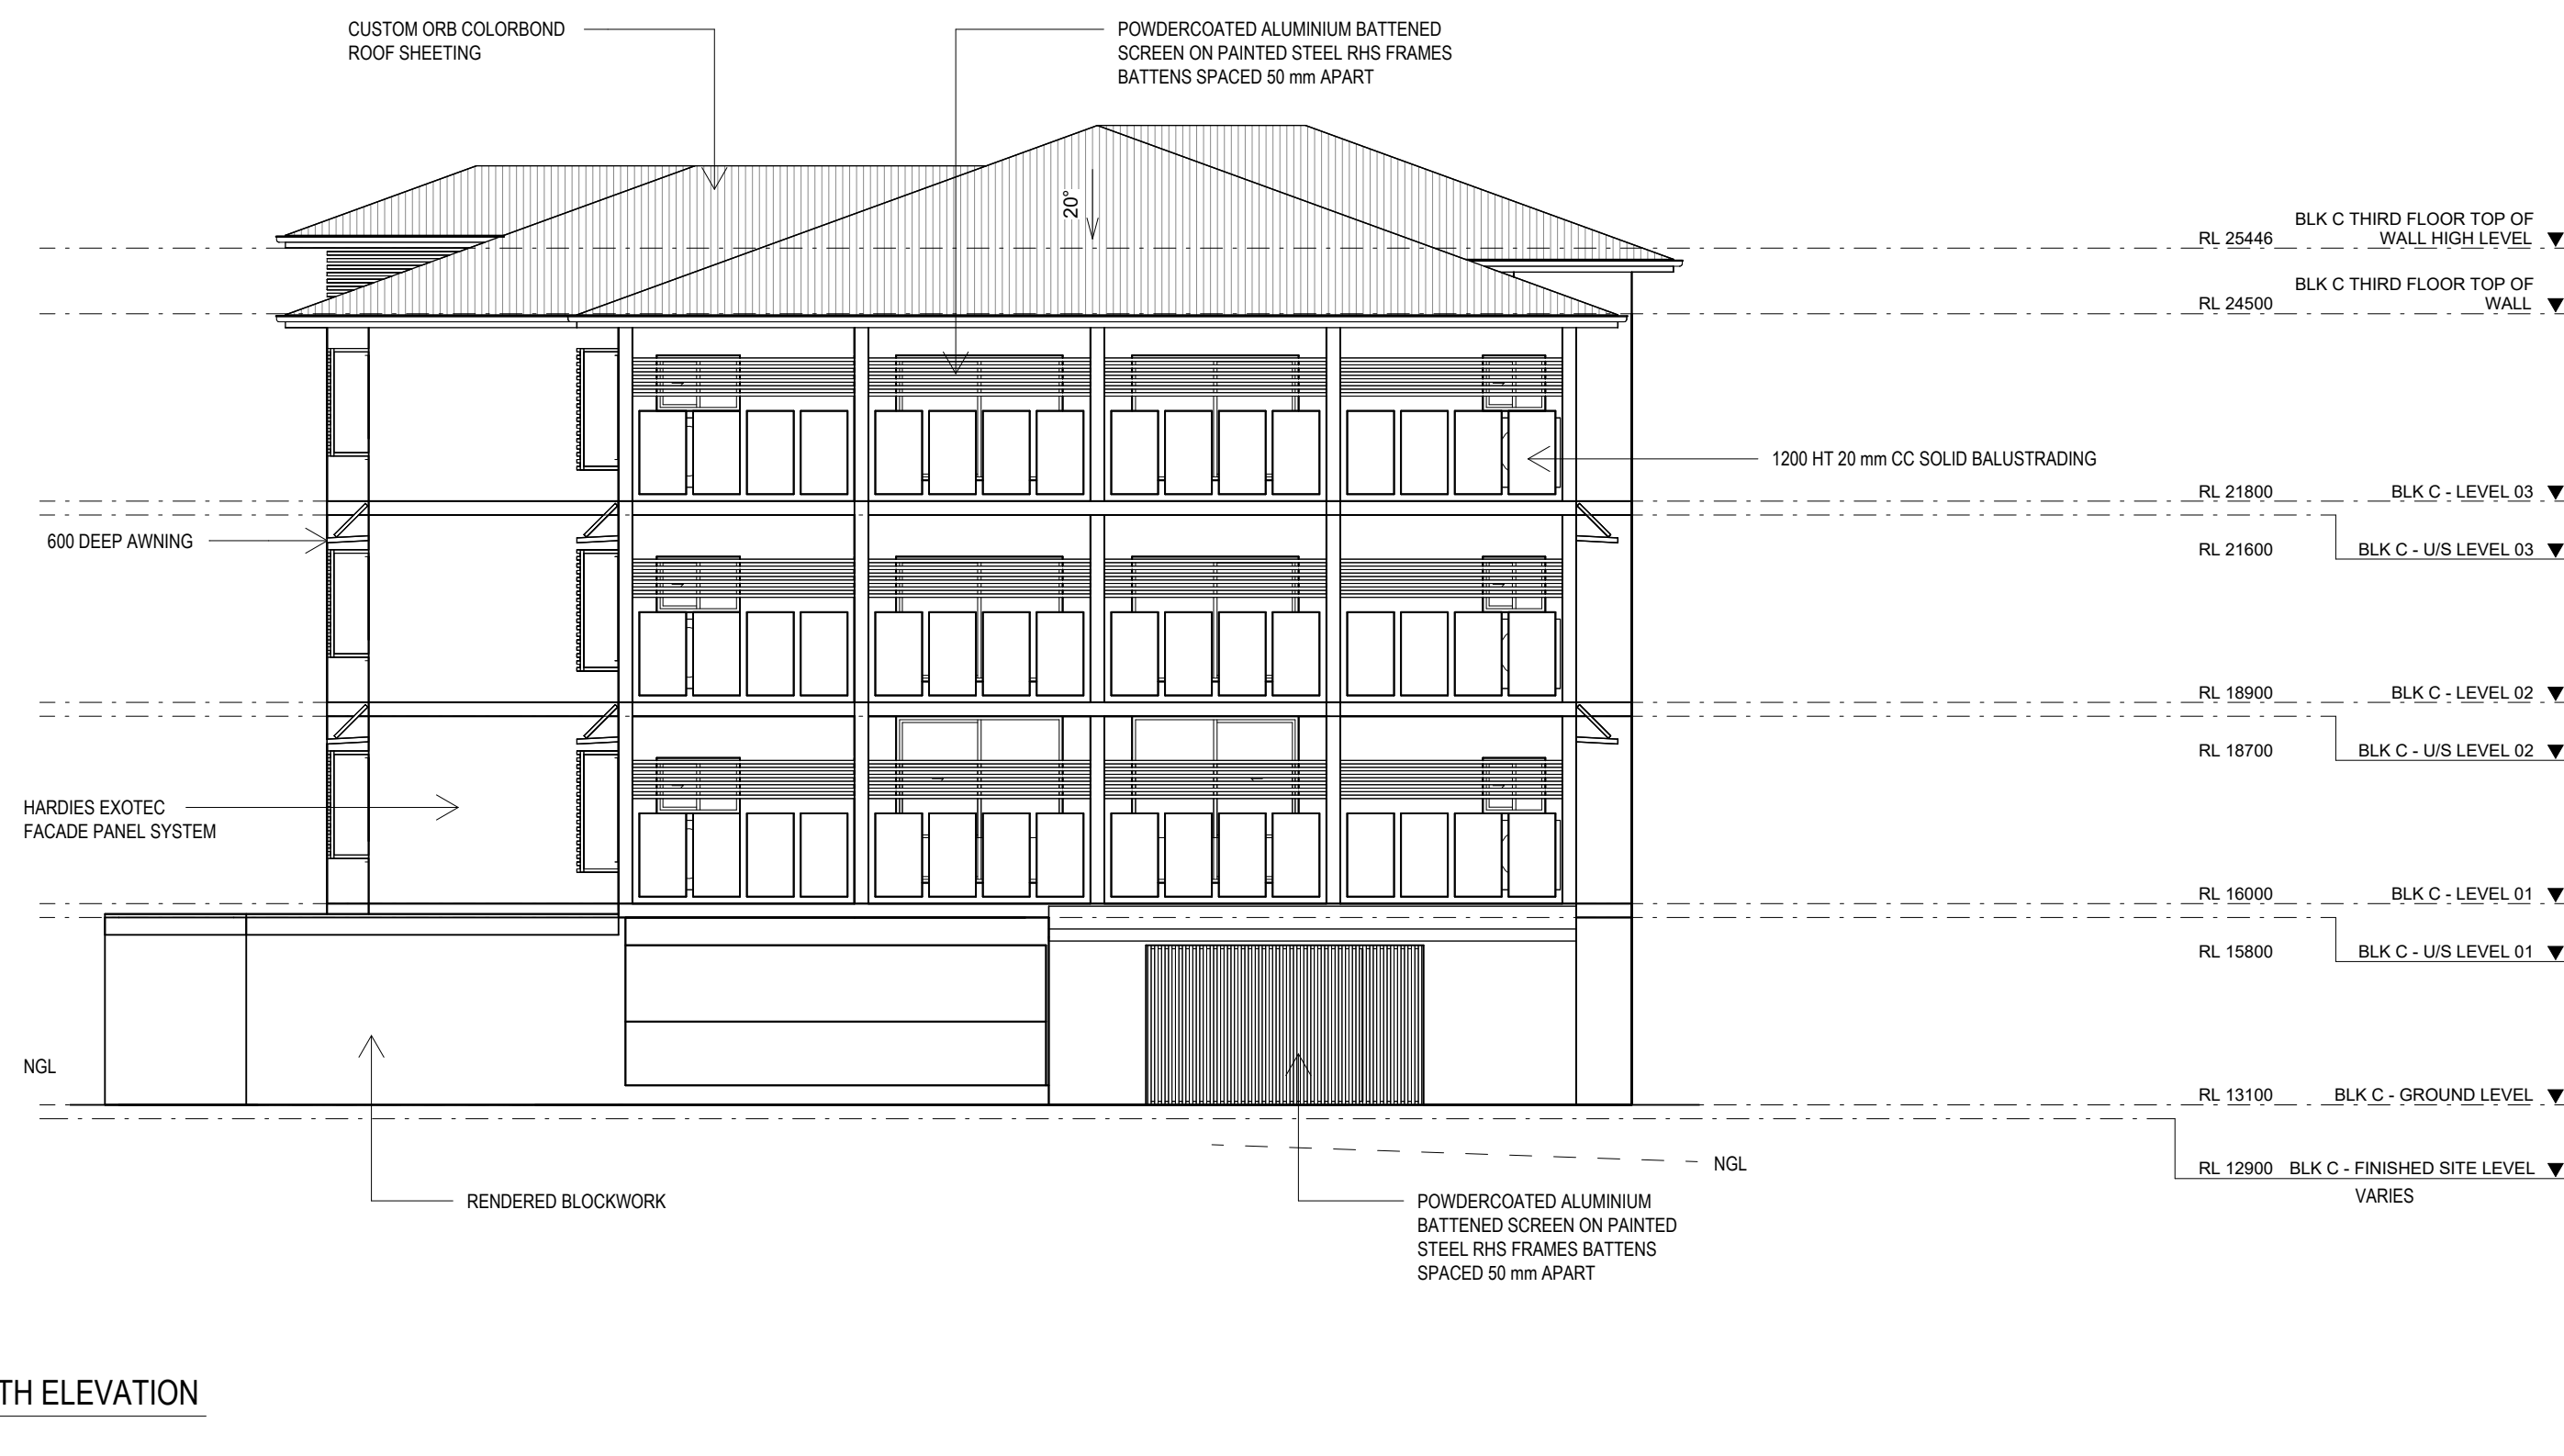 CUSTOM ORB COLORBOND
ROOF SHEETING
POWDERCOATED ALUMINIUM BATTENED
SCREEN ON PAINTED STEEL RHS FRAMES
BATTENS SPACED 50 mm APART
20°
BLK C THIRD FLOOR TOP OF
RL 25446 WALL HIGH LEVEL
BLK C THIRD FLOOR TOP OF
RL 24500 WALL
1200 HT 20 mm CC SOLID BALUSTRADING
RL 21800 BLK C - LEVEL 03
600 DEEP AWNING
RL 21600 BLK C - U/S LEVEL 03
RL 18900 BLK C - LEVEL 02
RL 18700 BLK C - U/S LEVEL 02
HARDIES EXOTEC
FACADE PANEL SYSTEM
RL 16000 BLK C - LEVEL 01
RL 15800 BLK C - U/S LEVEL 01
NGL
RL 13100 BLK C - GROUND LEVEL
NGL
RL 12900 BLK C - FINISHED SITE LEVEL
VARIES
RENDERED BLOCKWORK
POWDERCOATED ALUMINIUM
BATTENED SCREEN ON PAINTED
STEEL RHS FRAMES BATTENS
SPACED 50 mm APART
TH ELEVATION